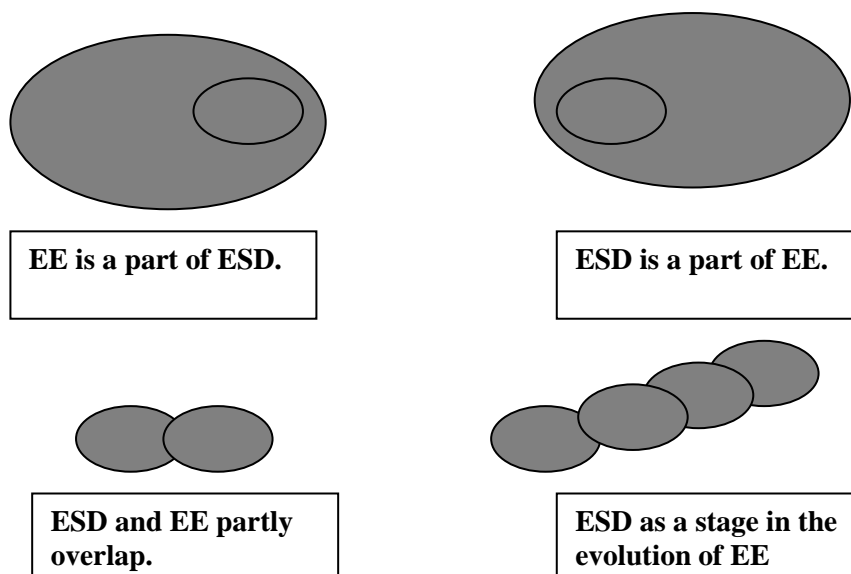 EE is a part of ESD.
ESD is a part of EE.
ESD and EE partly
overlap.
ESD as a stage in the
evolution of EE